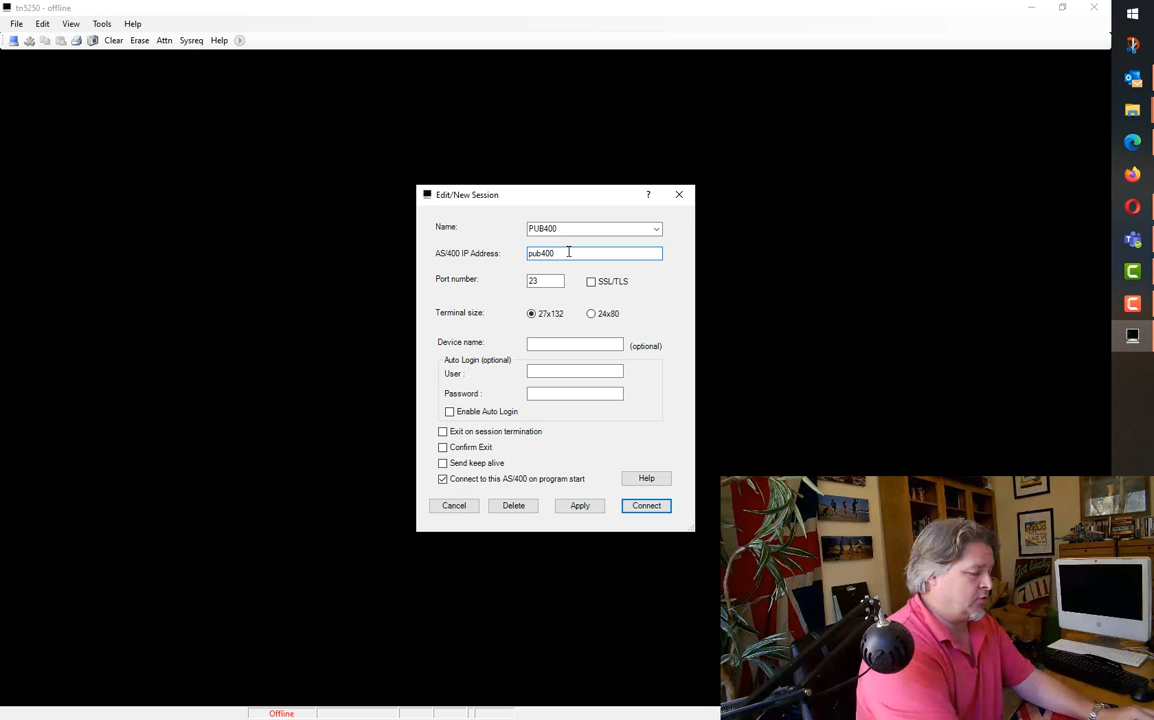 tn5250 - offline
File Edit View Tools Help
Clear Erase Attn Sysreq Help
Edit/New Session ?
Name: PUB400
AS/400 IP Address: pub400
Port number: 23 SSL/TLS
Terminal size: 27x132 24x80
Device name: (optional)
Auto Login (optional)
User :
Password :
Enable Auto Login
Exit on session termination
Confirm Exit
Send keep alive
Connect to this AS/400 on program start Help
Cancel Delete Apply Connect
Get lucky
711
Offline